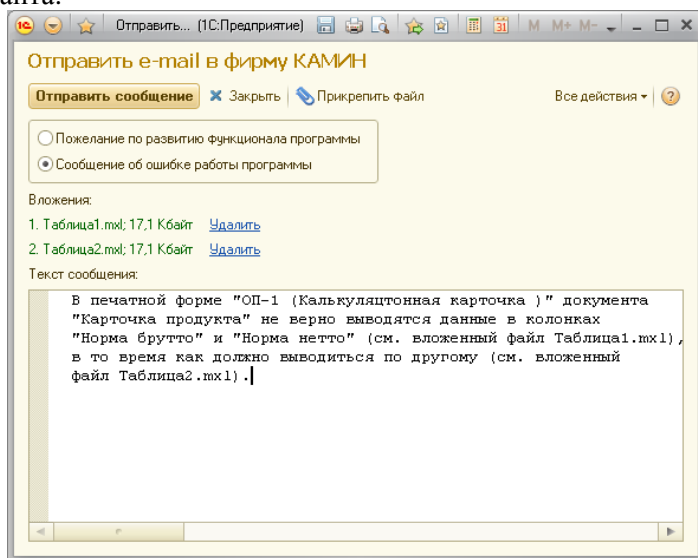 анта.
Отправить... (1С:Предприятие) 31 M M+ M-
Отправить e-mail в фирму КАМИН
Отправить сообщение Закрыть Прикрепить файл Все действия ?
Пожелание по развитию функционала программы
Сообщение об ошибке работы программы
Вложения:
1. Таблица1.mxl; 17,1 Кбайт Удалить
2. Таблица2.mxl; 17,1 Кбайт Удалить
Текст сообщения:
В печатной форме "ОП-1 (Калькуляцтонная карточка )" документа
"Карточка продукта" не верно выводятся данные в колонках
"Норма брутто" и "Норма нетто" (см. вложенный файл Таблица1.mxl),
в то время как должно выводиться по другому (см. вложенный
файл Таблица2.mxl).